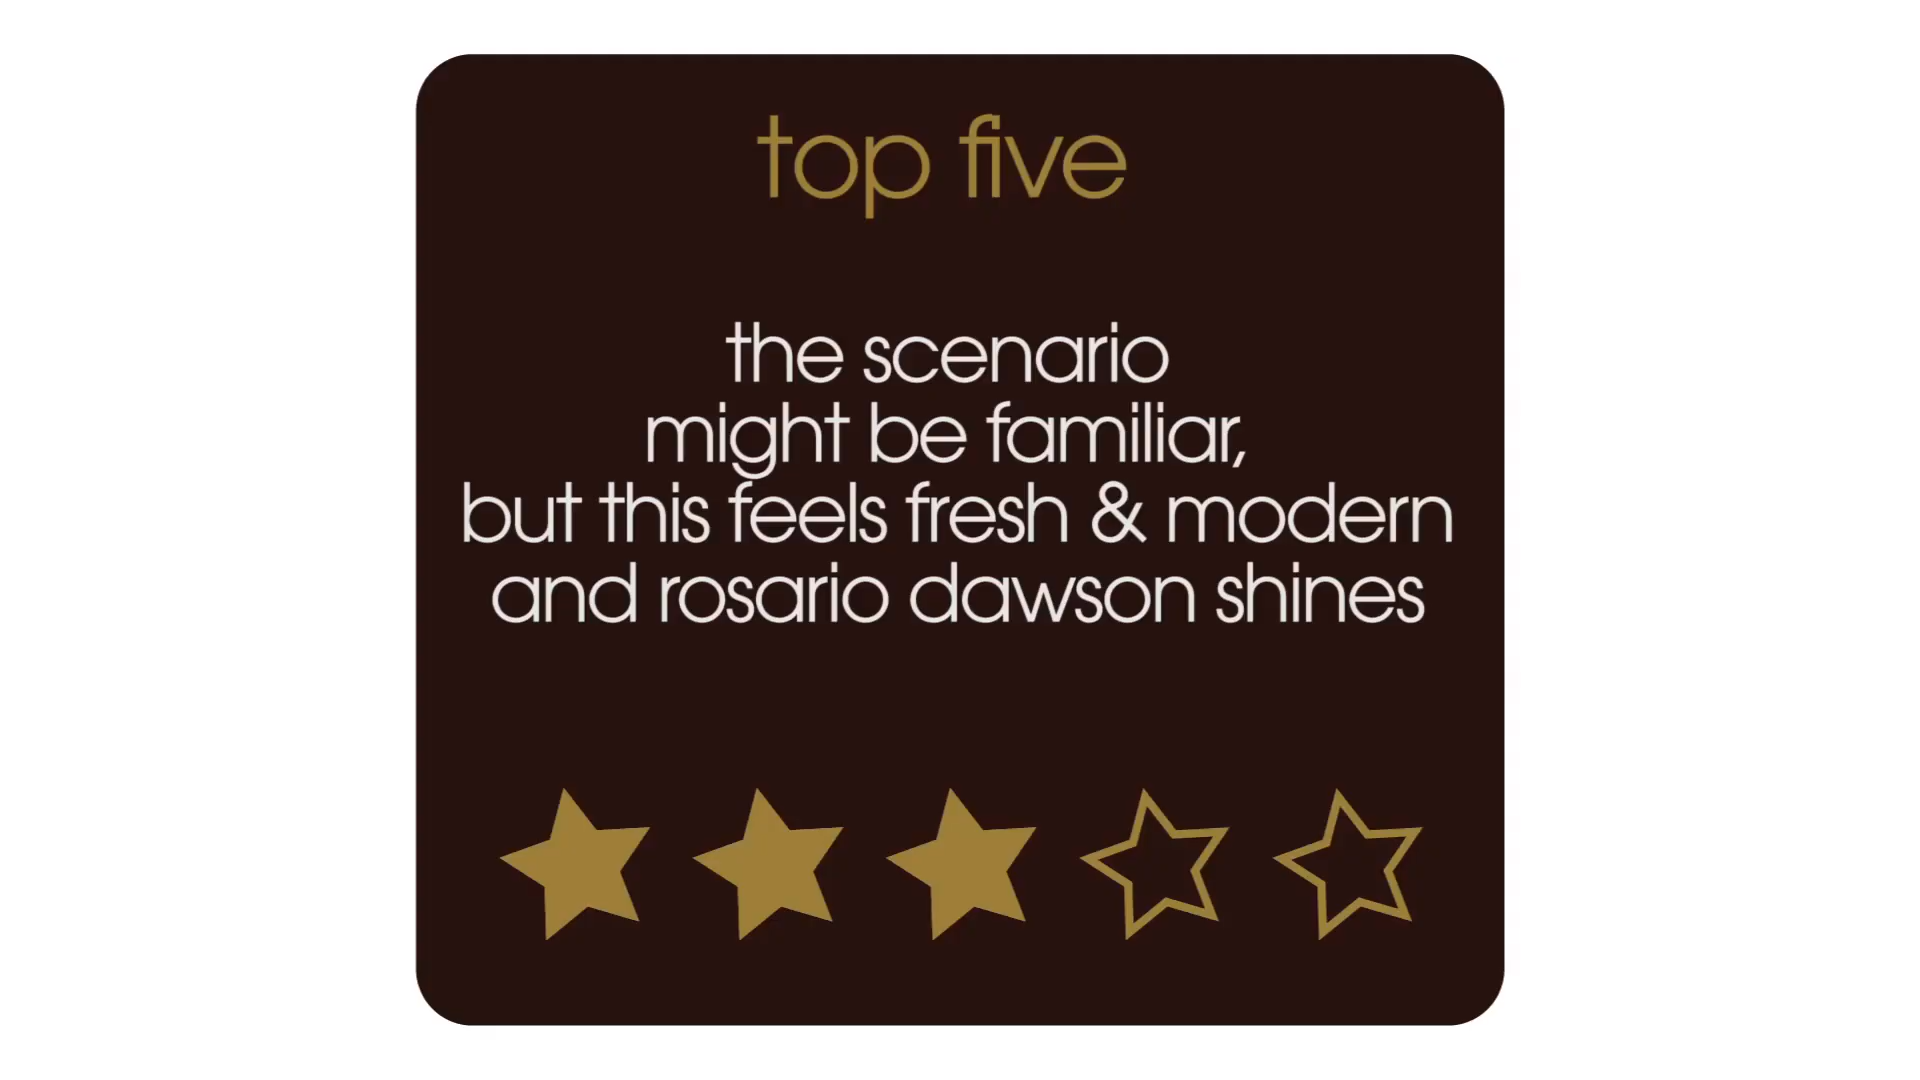 top five
the scenario
might be familiar,
but this feels fresh & modern
and rosario dawson shines